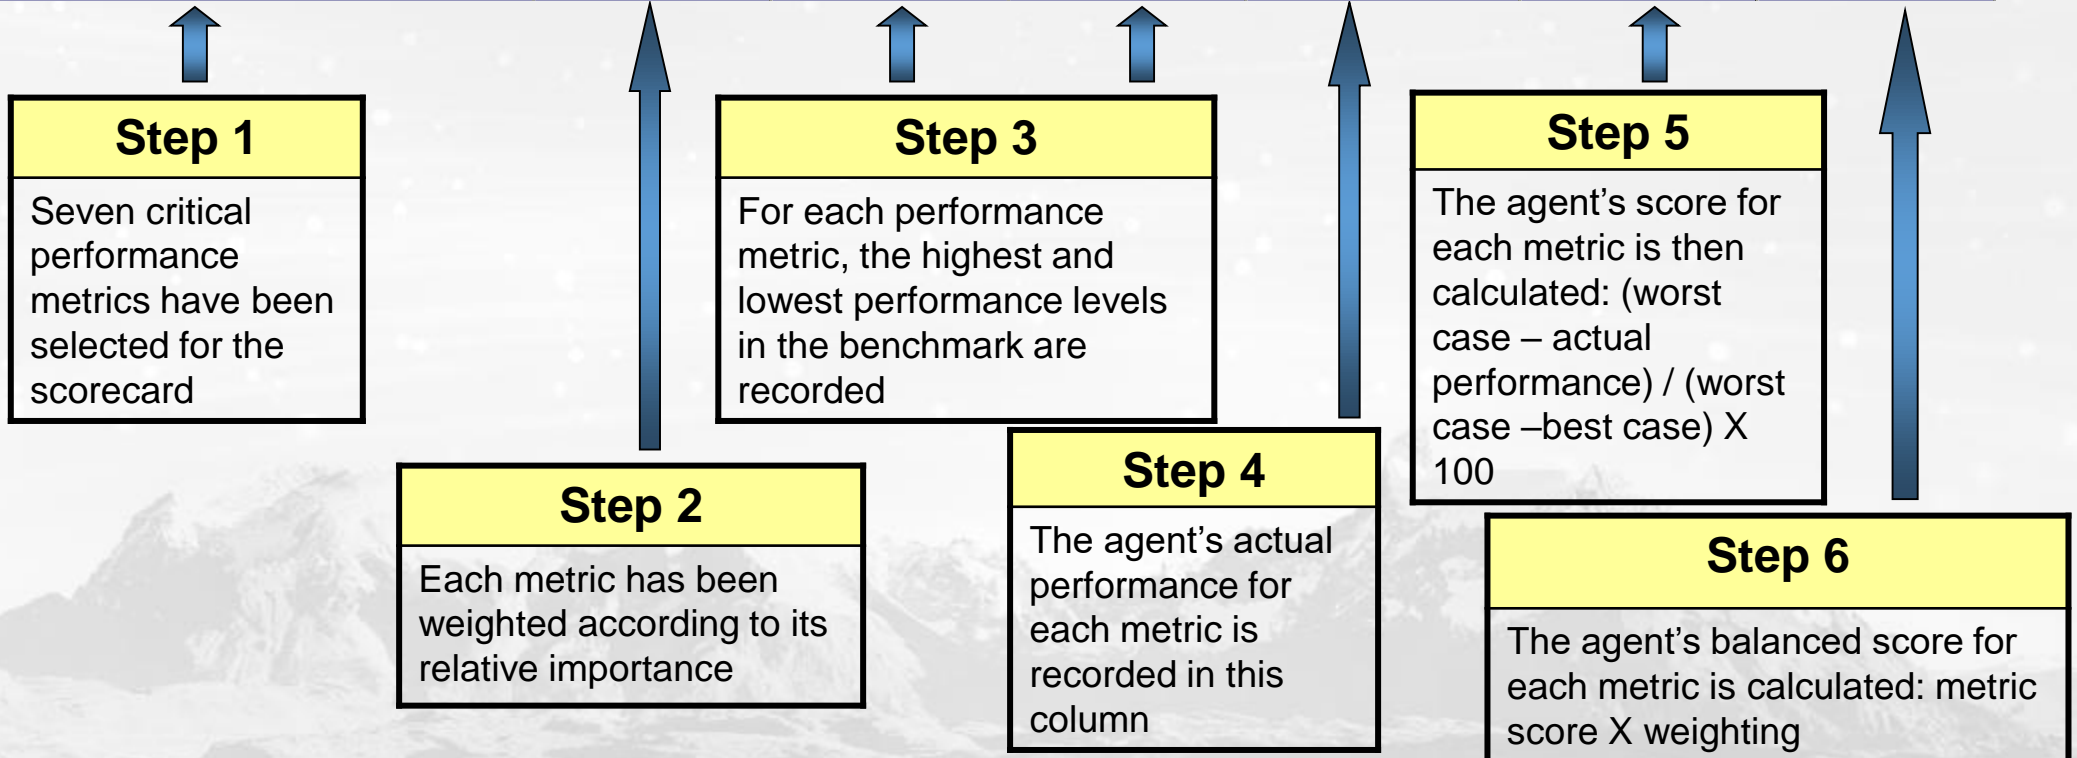 Step 1
Seven critical
performance
metrics have been
selected for the
scorecard
Step 2
Each metric has been
weighted according to its
relative importance
Step 3
For each performance
metric, the highest and
lowest performance levels
in the benchmark are
recorded
Step 4
The agent’s actual
performance for
each metric is
recorded in this
column
Step 5
The agent’s score for
each metric is then
calculated: (worst
case – actual
performance) / (worst
case –best case) X
100
Step 6
The agent’s balanced score for
each metric is calculated: metric
score X weighting